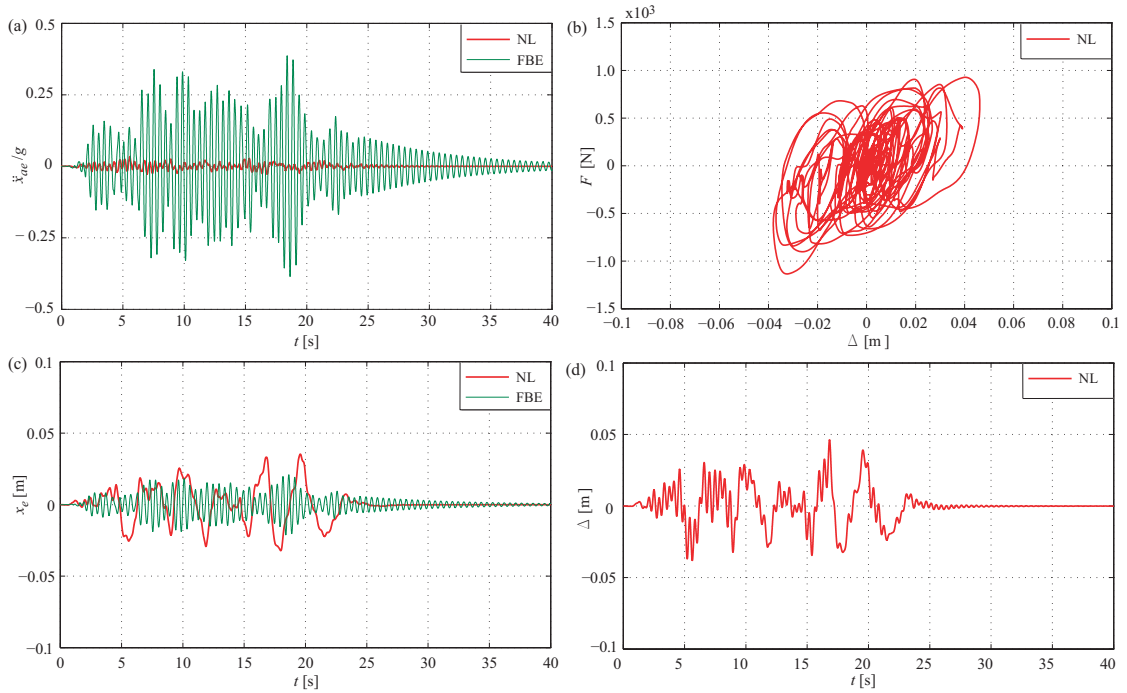 (a)
0.5
0.25
0
−0.25
−0.5
ẍae/g
NL
FBE
0 5 10 15 20 25 30 35 40
t [s]
(b)
x10³
1.5
1.0
0.5
0
−0.5
−1.0
−1.5
F [N]
NL
−0.1 −0.08 −0.06 −0.04 −0.02 0 0.02 0.04 0.06 0.08 0.1
Δ [m]
(c)
0.1
0.05
0
−0.05
−0.1
xe [m]
NL
FBE
0 5 10 15 20 25 30 35 40
t [s]
(d)
0.1
0.05
0
−0.05
−0.1
Δ [m]
NL
0 5 10 15 20 25 30 35 40
t [s]